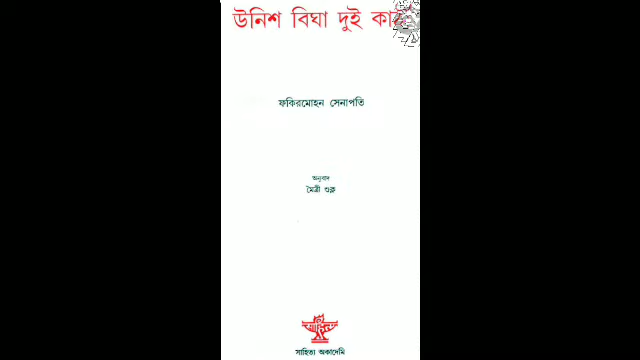 উনিশ বিঘা দুই
ফকিরমোহন সেনাপতি
অনুবাদ
মৈত্রী শুক্ল
সাহিত্য অকাদেমি